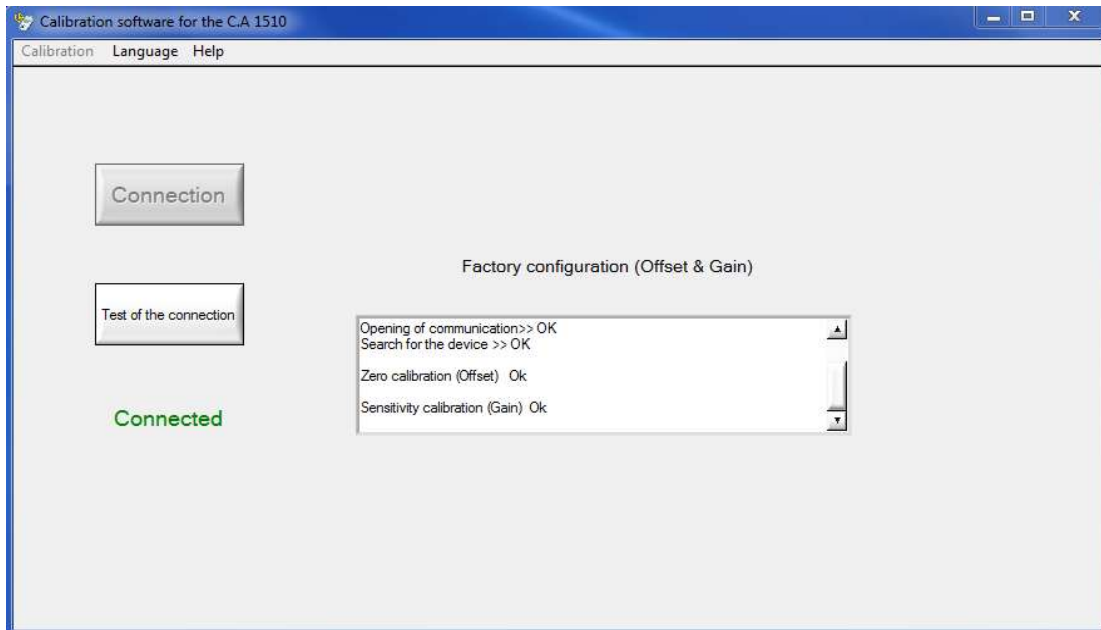 Calibration software for the C.A 1510
Calibration Language Help
Connection
Factory configuration (Offset & Gain)
Test of the connection
Opening of communication>> OK
Search for the device >> OK
Zero calibration (Offset) Ok
Sensitivity calibration (Gain) Ok
Connected